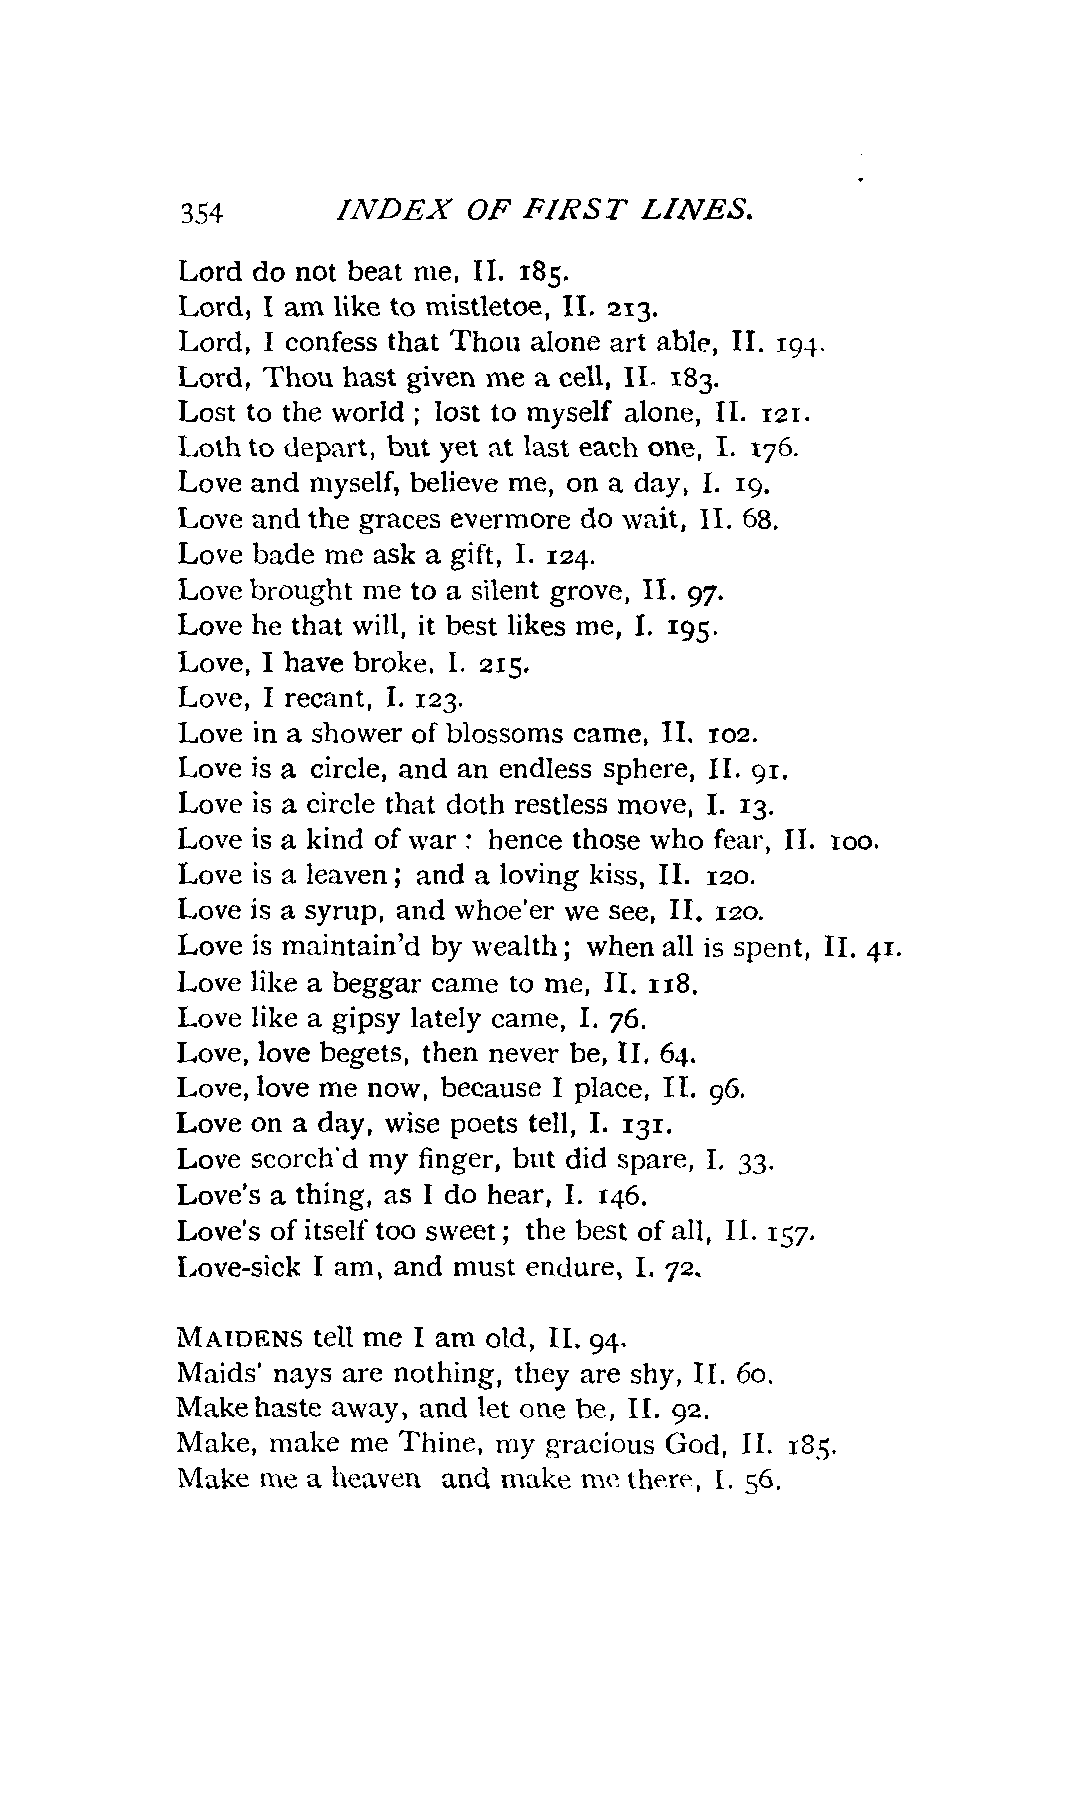 354 INDEX OF FIRST LINES.
Lord do not beat me, II. 185.
Lord, I am like to mistletoe, II. 213.
Lord, I confess that Thou alone art able, II. 194.
Lord, Thou hast given me a cell, II. 183.
Lost to the world ; lost to myself alone, II. 121.
Loth to depart, but yet at last each one, I. 176.
Love and myself, believe me, on a day, I. 19.
Love and the graces evermore do wait, II. 68.
Love bade me ask a gift, I. 124.
Love brought me to a silent grove, II. 97.
Love he that will, it best likes me, I. 195.
Love, I have broke, I. 215.
Love, I recant, I. 123.
Love in a shower of blossoms came, II. 102.
Love is a circle, and an endless sphere, II. 91.
Love is a circle that doth restless move, I. 13.
Love is a kind of war : hence those who fear, II. 100.
Love is a leaven ; and a loving kiss, II. 120.
Love is a syrup, and whoe'er we see, II. 120.
Love is maintain'd by wealth ; when all is spent, II. 41.
Love like a beggar came to me, II. 118.
Love like a gipsy lately came, I. 76.
Love, love begets, then never be, II. 64.
Love, love me now, because I place, II. 96.
Love on a day, wise poets tell, I. 131.
Love scorch'd my finger, but did spare, I. 33.
Love's a thing, as I do hear, I. 146.
Love's of itself too sweet ; the best of all, II. 157.
Love-sick I am, and must endure, I. 72.
MAIDENS tell me I am old, II. 94.
Maids' nays are nothing, they are shy, II. 60.
Make haste away, and let one be, II. 92.
Make, make me Thine, my gracious God, II. 185.
Make me a heaven and make me there, I. 56.